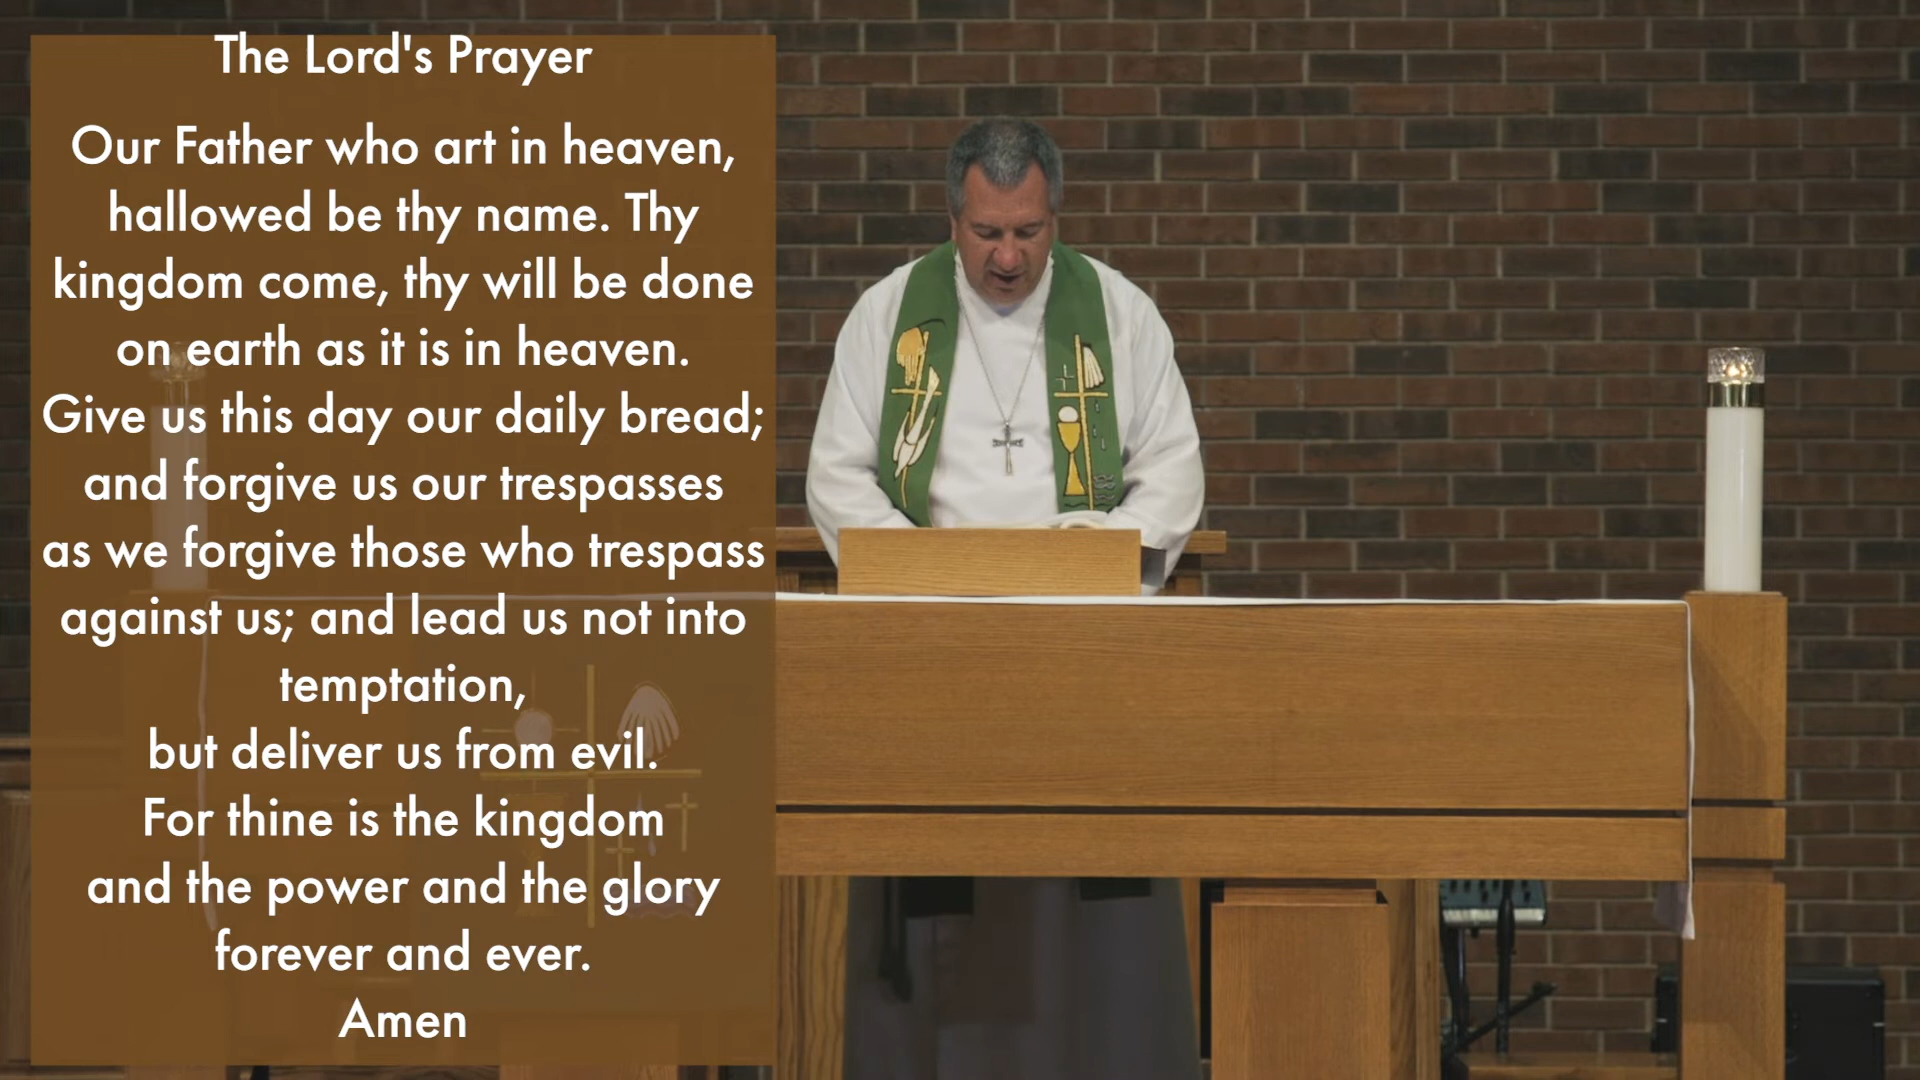 The Lord's Prayer
Our Father who art in heaven,
hallowed be thy name. Thy
kingdom come, thy will be done
on earth as it is in heaven.
Give us this day our daily bread;
and forgive us our trespasses
as we forgive those who trespass
against us; and lead us not into
temptation,
but deliver us from evil.
For thine is the kingdom
and the power and the glory
forever and ever.
Amen